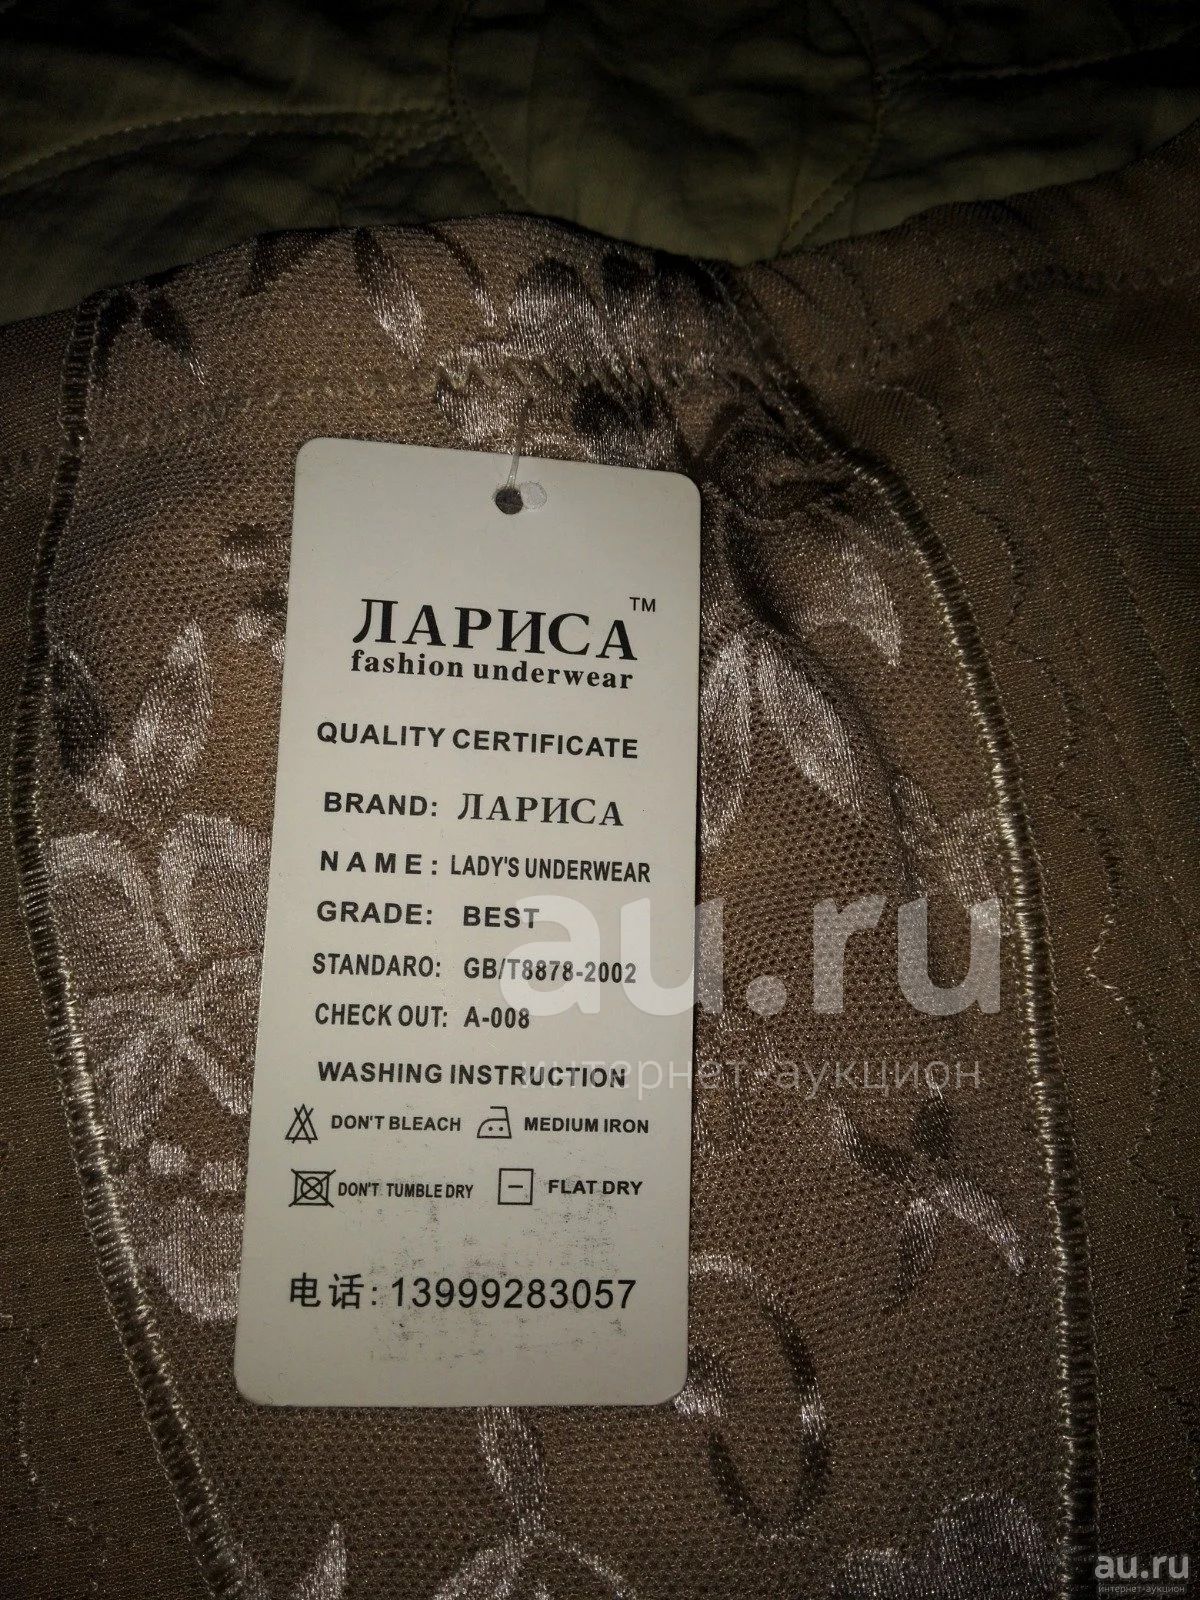 ЛАРИСА™
fashion underwear
QUALITY CERTIFICATE
BRAND: ЛАРИСА
NAME: LADY'S UNDERWEAR
GRADE: BEST
STANDARO: GB/T8878-2002
CHECK OUT: A-008
WASHING INSTRUCTION
DON'T BLEACH MEDIUM IRON
DON'T TUMBLE DRY FLAT DRY
电话: 13999283057
au.ru
интернет-аукцион
au.ru
интернет-аукцион